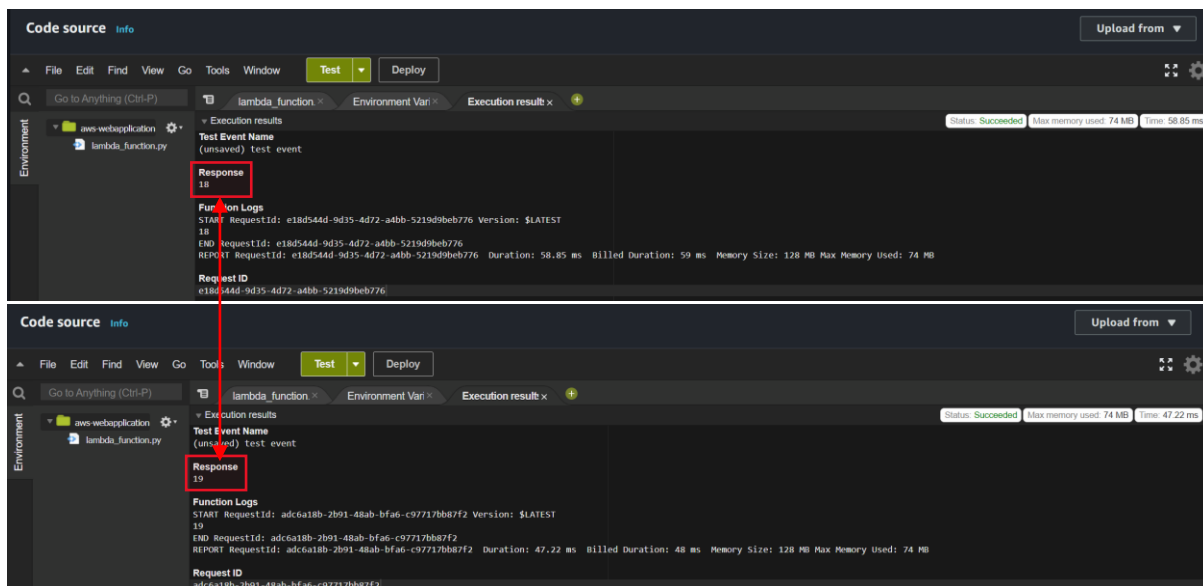 Code source Info
Upload from
File Edit Find View Go Tools Window Test Deploy
Go to Anything (Ctrl-P)
lambda_function. Environment Vari Execution results
Environment
aws-webapplication
lambda_function.py
Execution results
Status: Succeeded Max memory used: 74 MB Time: 58.85 ms
Test Event Name
(unsaved) test event
Response
18
Function Logs
START RequestId: e18d544d-9d35-4d72-a4bb-5219d9beb776 Version: $LATEST
18
END RequestId: e18d544d-9d35-4d72-a4bb-5219d9beb776
REPORT RequestId: e18d544d-9d35-4d72-a4bb-5219d9beb776 Duration: 58.85 ms Billed Duration: 59 ms Memory Size: 128 MB Max Memory Used: 74 MB
Request ID
e18d544d-9d35-4d72-a4bb-5219d9beb776
Code source Info
Upload from
File Edit Find View Go Tools Window Test Deploy
Go to Anything (Ctrl-P)
lambda_function. Environment Vari Execution results
Environment
aws-webapplication
lambda_function.py
Execution results
Status: Succeeded Max memory used: 74 MB Time: 47.22 ms
Test Event Name
(unsaved) test event
Response
19
Function Logs
START RequestId: adc6a18b-2b91-48ab-bfa6-c97717bb87f2 Version: $LATEST
19
END RequestId: adc6a18b-2b91-48ab-bfa6-c97717bb87f2
REPORT RequestId: adc6a18b-2b91-48ab-bfa6-c97717bb87f2 Duration: 47.22 ms Billed Duration: 48 ms Memory Size: 128 MB Max Memory Used: 74 MB
Request ID
adc6a18b-2b91-48ab-bfa6-c97717bb87f2